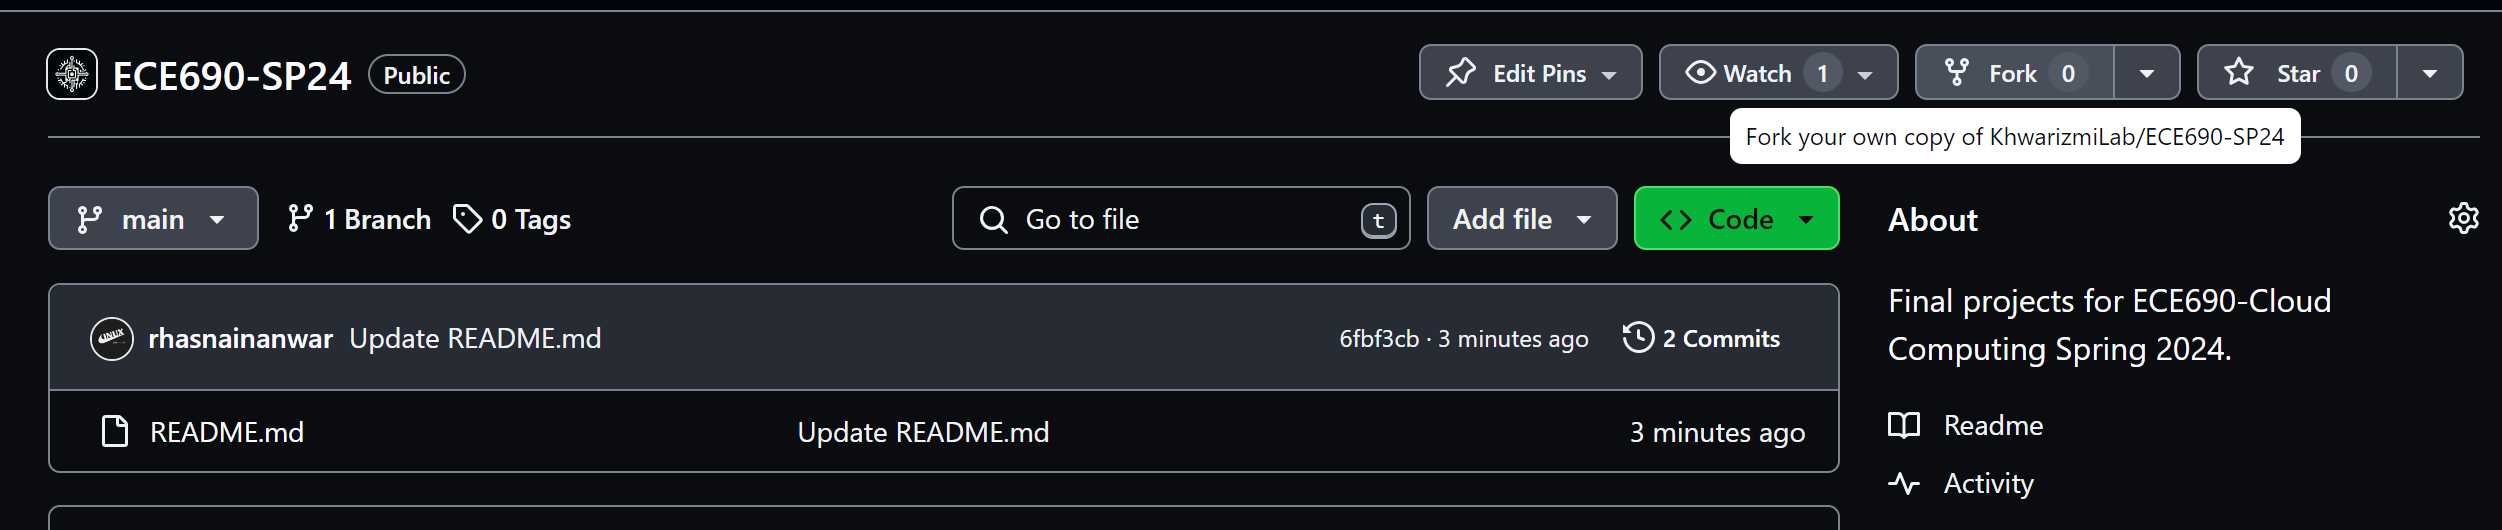 ECE690-SP24 Public Edit Pins Watch 1 Fork 0 Star 0
Fork your own copy of KhwarizmiLab/ECE690-SP24
main 1 Branch 0 Tags Go to file t Add file Code About
Final projects for ECE690-Cloud
Computing Spring 2024.
rhasnainanwar Update README.md 6fbf3cb · 3 minutes ago 2 Commits
README.md Update README.md 3 minutes ago
Readme
Activity